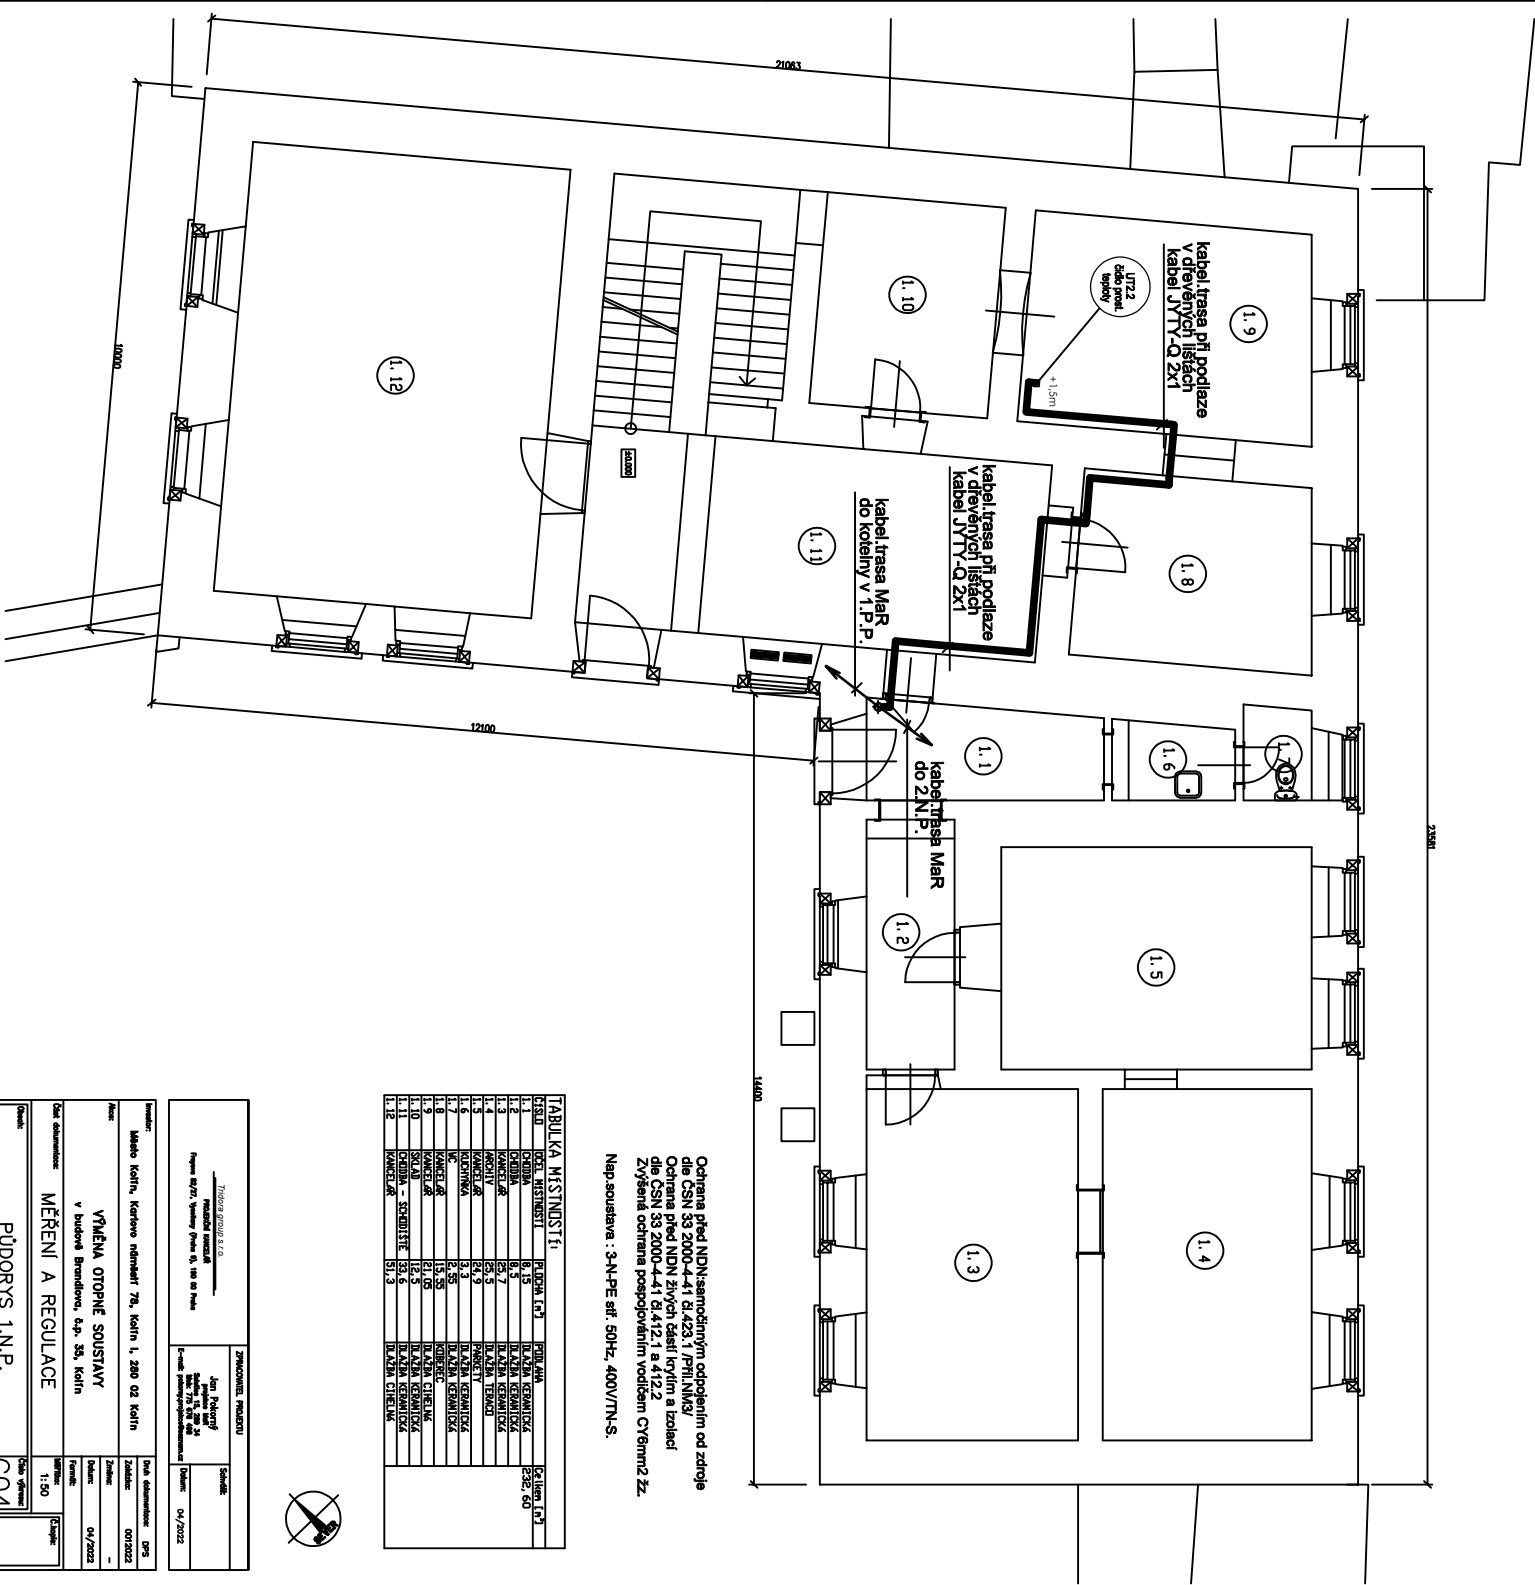 21063
10000
12100
23581
14400
1.9
1.10
1.12
1.11
1.8
1.1
1.6
1.7
1.2
1.5
1.3
1.4
kabel.trasa při podlaze
v dřevěných lištách
kabel JYTY-Q 2x1
UT2.2
čidlo prost.
teploty
+1,5m
±0.000
kabel.trasa při podlaze
v dřevěných lištách
kabel JYTY-Q 2x1
kabel.trasa MaR
do kotelny v 1.P.P.
kabel.trasa MaR
do 2.N.P.
Ochrana před NDN:samočinným odpojením od zdroje
dle ČSN 33 2000-4-41 čl.423.1 /Příl.NM3/
Ochrana před NDN živých částí krytím a izolací
dle ČSN 33 2000-4-41 čl.412.1 a 412.2
Zvýšená ochrana pospojováním vodičem CY6mm2 žz.
Nap.soustava : 3-N-PE stř. 50Hz, 400V/TN-S.
TABULKA MÍSTNOSTÍ:
ČÍSLO ÚČEL MÍSTNOSTI PLOCHA [m²] PODLAHA Celkem [m²]
1.1 CHODBA 8,15 DLAŽBA KERAMICKÁ 232,60
1.2 CHODBA 8,5 DLAŽBA KERAMICKÁ
1.3 KANCELÁŘ 25,7 DLAŽBA KERAMICKÁ
1.4 ARCHIV 25,5 DLAŽBA TERACO
1.5 KANCELÁŘ 24,9 PARKETY
1.6 KUCHYŇKA 3,3 DLAŽBA KERAMICKÁ
1.7 WC 2,55 DLAŽBA KERAMICKÁ
1.8 KANCELÁŘ 15,55 KOBEREC
1.9 KANCELÁŘ 21,05 DLAŽBA CIHELNÁ
1.10 SKLAD 12,5 DLAŽBA KERAMICKÁ
1.11 CHODBA - SCHODIŠTĚ 33,6 DLAŽBA KERAMICKÁ
1.12 KANCELÁŘ 51,3 DLAŽBA CIHELNÁ
Tridora group s.r.o.
PROJEKČNÍ KANCELÁŘ
ZPRACOVATEL PROJEKTU
Jan Pokorný
Schválil:
Datum: 04/2022
Investor:
Město Kolín, Karlovo náměstí 78, Kolín I, 280 02 Kolín
Akce:
VÝMĚNA OTOPNÉ SOUSTAVY
v budově Brandlova, č.p. 35, Kolín
Část dokumentace:
MĚŘENÍ A REGULACE
Obsah:
PŮDORYS 1.N.P.
Druh dokumentace: DPS
Zakázka: 0012022
Změna: -
Datum: 04/2022
Formát:
Měřítko: 1:50
Č.kopie:
Číslo výkresu: